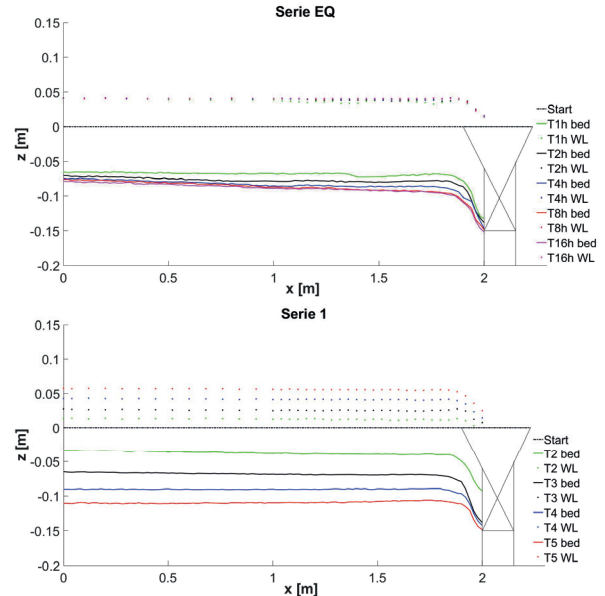 Serie EQ
0.15
0.1
0.05
0
-0.05
-0.1
-0.15
-0.2
z [m]
0
0.5
1
1.5
2
x [m]
Start
T1h bed
T1h WL
T2h bed
T2h WL
T4h bed
T4h WL
T8h bed
T8h WL
T16h bed
T16h WL
Serie 1
0.15
0.1
0.05
0
-0.05
-0.1
-0.15
-0.2
z [m]
0
0.5
1
1.5
2
x [m]
Start
T2 bed
T2 WL
T3 bed
T3 WL
T4 bed
T4 WL
T5 bed
T5 WL